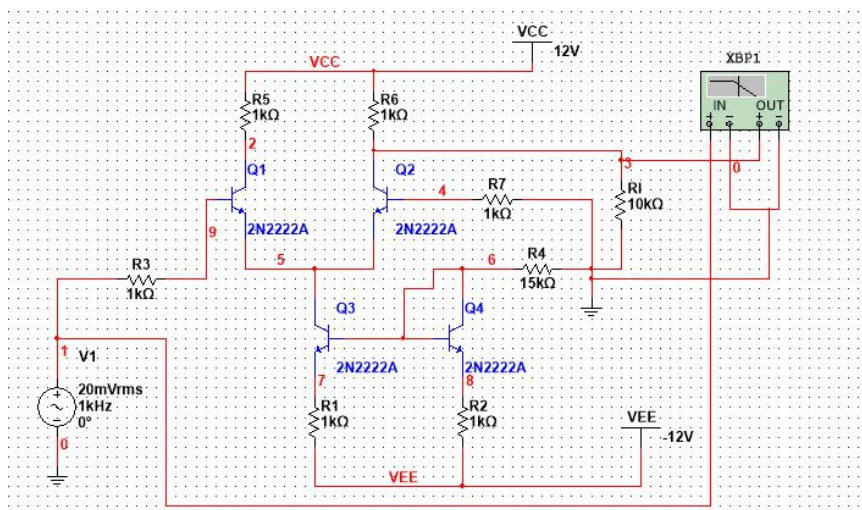 VCC
12V
XBP1
VCC
R5
1kΩ
R6
1kΩ
IN
OUT
+
-
+
-
2
3
0
Q1
Q2
4
R7
1kΩ
Rl
10kΩ
2N2222A
2N2222A
9
5
6
R4
15kΩ
R3
1kΩ
Q3
Q4
1
V1
2N2222A
2N2222A
7
8
20mVrms
1kHz
0°
R1
1kΩ
R2
1kΩ
VEE
-12V
0
VEE